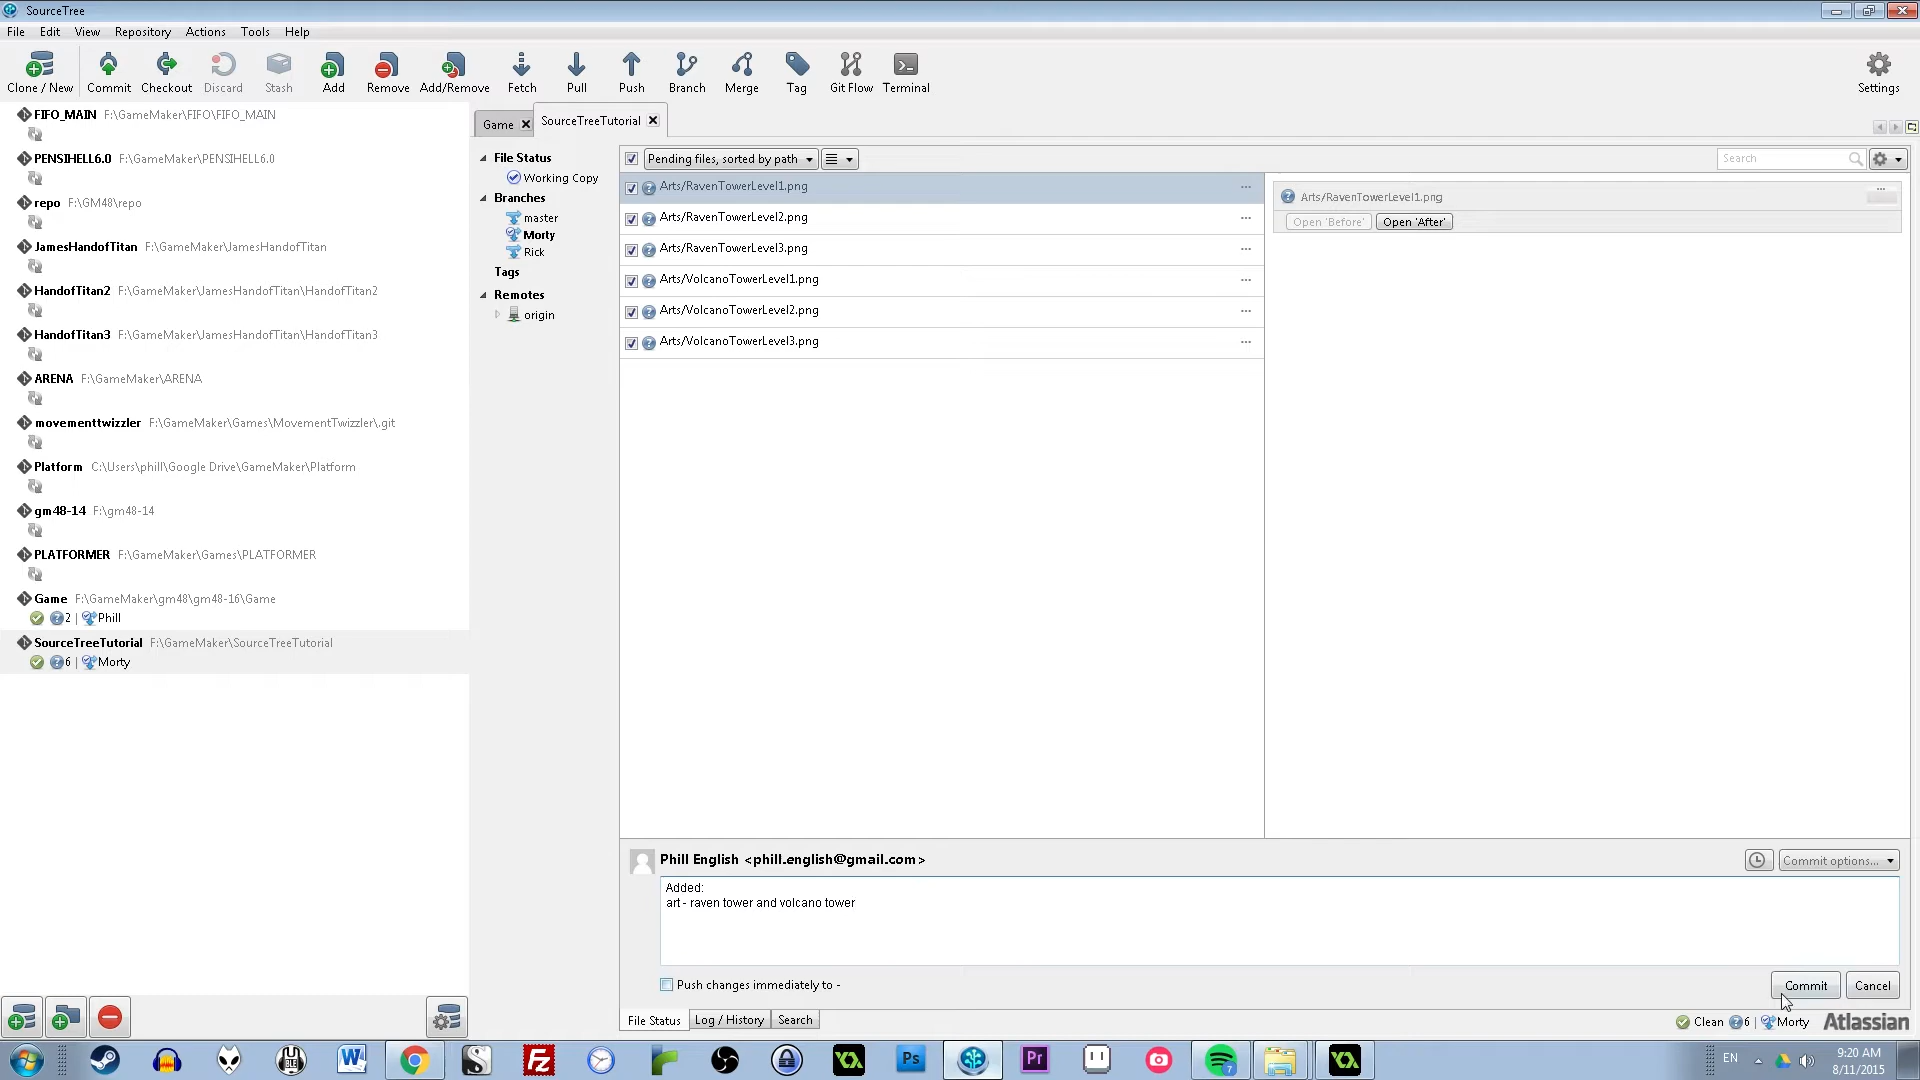 SourceTree
File Edit View Repository Actions Tools Help
Clone / New Commit Checkout Discard Stash Add Remove Add/Remove Fetch Pull Push Branch Merge Tag Git Flow Terminal Settings
FIFO_MAIN F:\GameMaker\FIFO\FIFO_MAIN
PENSIHELL6.0 F:\GameMaker\PENSIHELL6.0
repo F:\GM48\repo
JamesHandofTitan F:\GameMaker\JamesHandofTitan
HandofTitan2 F:\GameMaker\JamesHandofTitan\HandofTitan2
HandofTitan3 F:\GameMaker\JamesHandofTitan\HandofTitan3
ARENA F:\GameMaker\ARENA
movementtwizzler F:\GameMaker\Games\MovementTwizzler\.git
Platform C:\Users\phill\Google Drive\GameMaker\Platform
gm48-14 F:\gm48-14
PLATFORMER F:\GameMaker\Games\PLATFORMER
Game F:\GameMaker\gm48\gm48-16\Game
2 | Phill
SourceTreeTutorial F:\GameMaker\SourceTreeTutorial
6 | Morty
Game SourceTreeTutorial
File Status
Working Copy
Branches
master
Morty
Rick
Tags
Remotes
origin
Pending files, sorted by path
Search
Arts/RavenTowerLevel1.png
Arts/RavenTowerLevel2.png
Arts/RavenTowerLevel3.png
Arts/VolcanoTowerLevel1.png
Arts/VolcanoTowerLevel2.png
Arts/VolcanoTowerLevel3.png
Arts/RavenTowerLevel1.png
Open 'Before' Open 'After'
Phill English <phill.english@gmail.com>
Commit options...
Added:
art - raven tower and volcano tower
Push changes immediately to -
Commit Cancel
File Status Log / History Search
Clean 6 | Morty Atlassian
W Ps Pr 7
EN
9:20 AM
8/11/2015